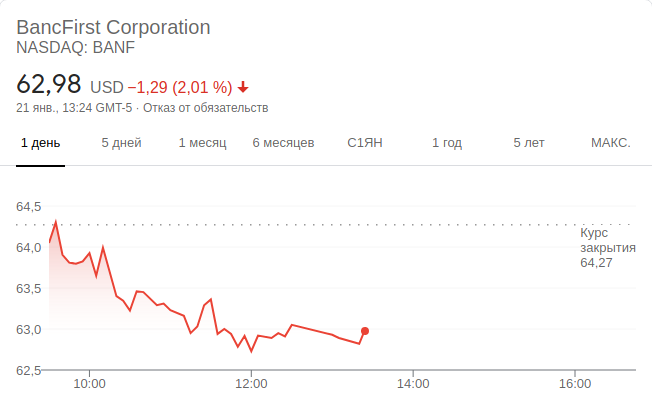 BancFirst Corporation
NASDAQ: BANF
62,98 USD −1,29 (2,01 %)
21 янв., 13:24 GMT-5 · Отказ от обязательств
1 день 5 дней 1 месяц 6 месяцев С1ЯН 1 год 5 лет МАКС.
64,5
Курс
закрытия
64,27
64,0
63,5
63,0
62,5
10:00 12:00 14:00 16:00